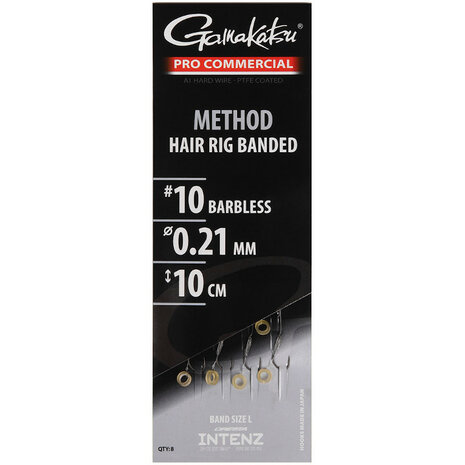 Gamakatsu
PRO COMMERCIAL
A1 HARD WIRE - PTFE COATED
METHOD
HAIR RIG BANDED
#10 BARBLESS
Ø0.21 MM
↕10 CM
BAND SIZE L
INTENZ
QTY: 8
HOOKS MADE IN JAPAN